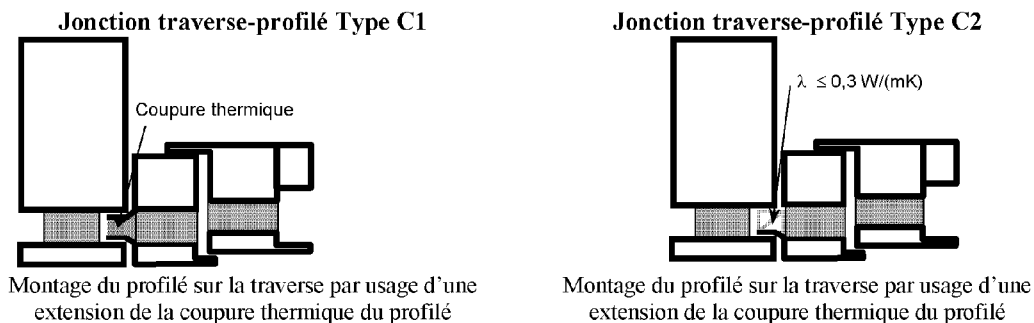 Jonction traverse-profilé Type C1
Coupure thermique
Montage du profilé sur la traverse par usage d'une
extension de la coupure thermique du profilé
Jonction traverse-profilé Type C2
λ ≤ 0,3 W/(mK)
Montage du profilé sur la traverse par usage d'une
extension de la coupure thermique du profilé